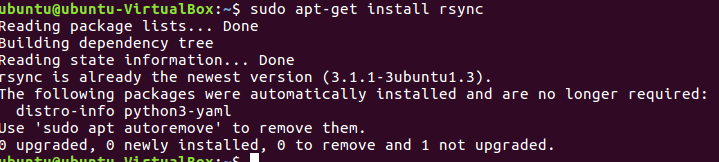 ubuntu@ubuntu-VirtualBox:~$ sudo apt-get install rsync
Reading package lists... Done
Building dependency tree
Reading state information... Done
rsync is already the newest version (3.1.1-3ubuntu1.3).
The following packages were automatically installed and are no longer required:
  distro-info python3-yaml
Use 'sudo apt autoremove' to remove them.
0 upgraded, 0 newly installed, 0 to remove and 1 not upgraded.
ubuntu@ubuntu-VirtualBox:~$